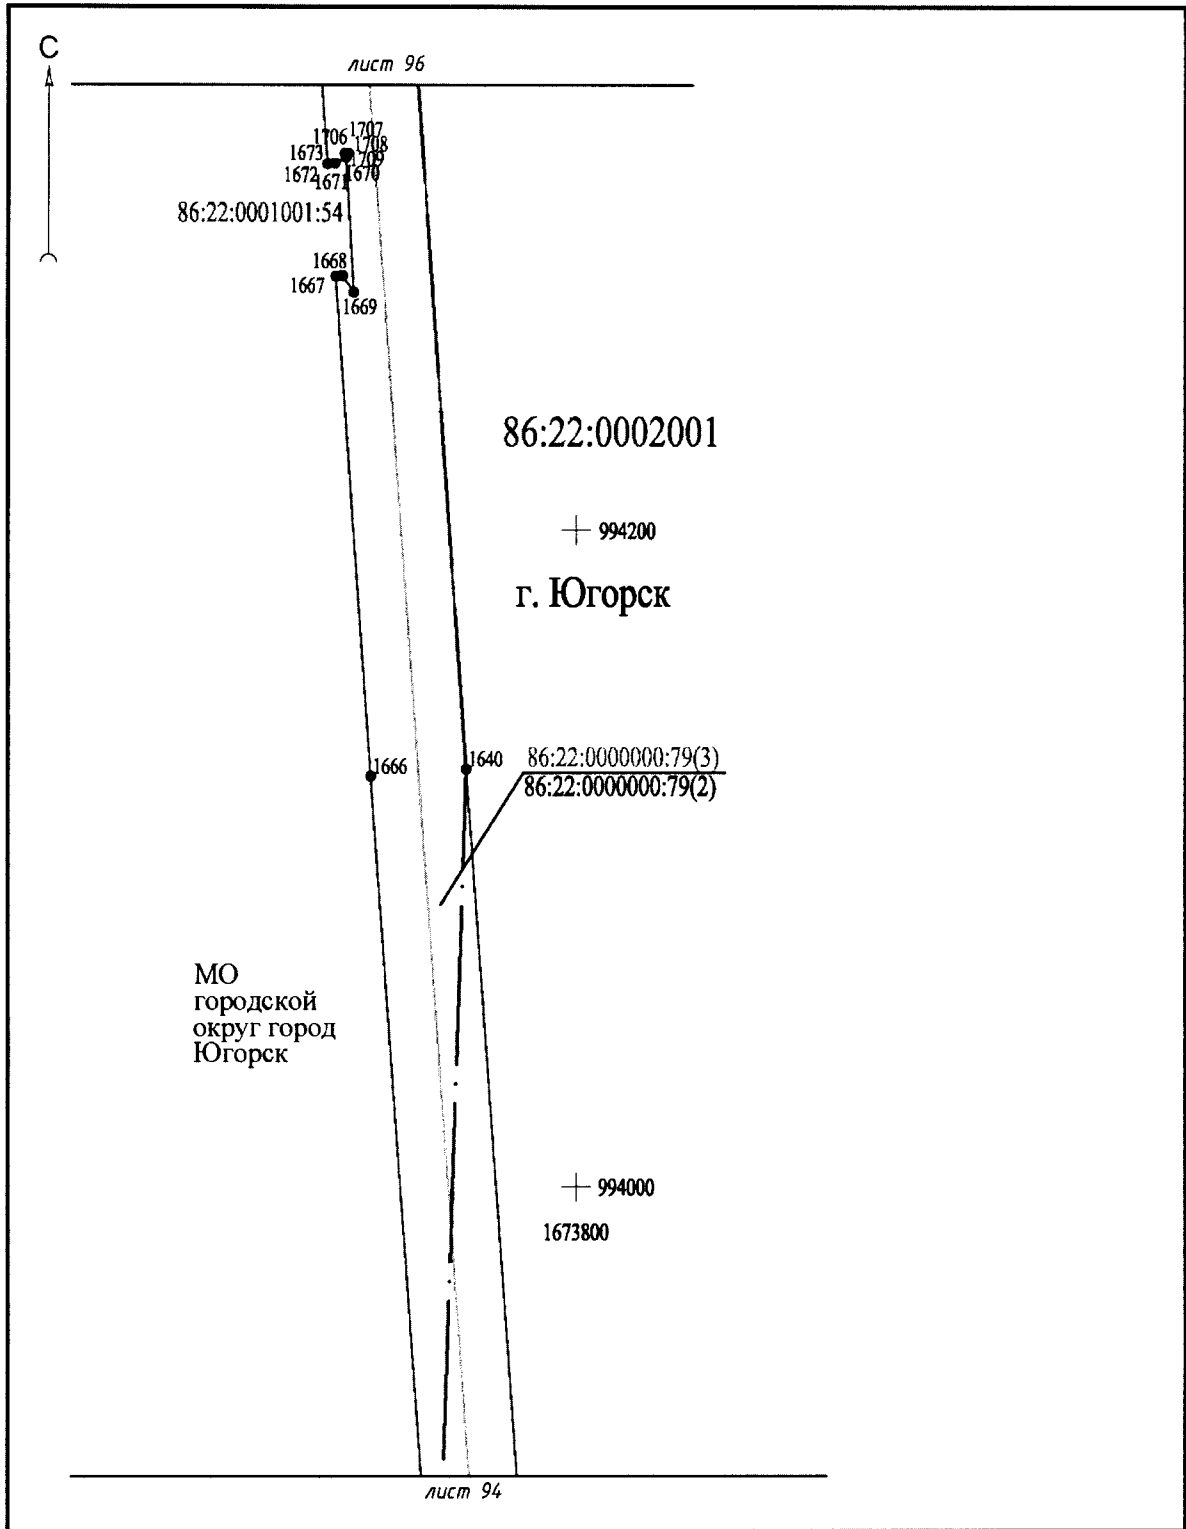 С
лист 96
1707
1706
1708
1673
1709
1672
1671
1670
86:22:0001001:54
1668
1667
1669
86:22:0002001
994200
г. Югорск
1640
86:22:0000000:79(3)
1666
86:22:0000000:79(2)
МО
городской
округ город
Югорск
994000
1673800
лист 94